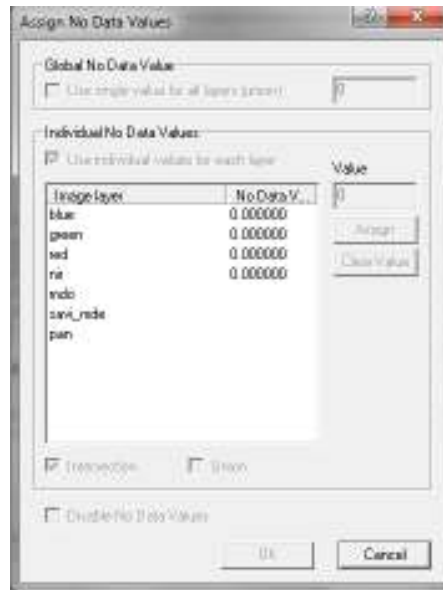 Assign No Data Values
Global No Data Value
Use single value for all layers (union)
0
Individual No Data Values
Use individual values for each layer
Value
Image layer No Data V...
0
blue 0.000000
green 0.000000
Assign
red 0.000000
nir 0.000000
Clear Value
pan
Intersection Union
Disable No Data Values
OK Cancel